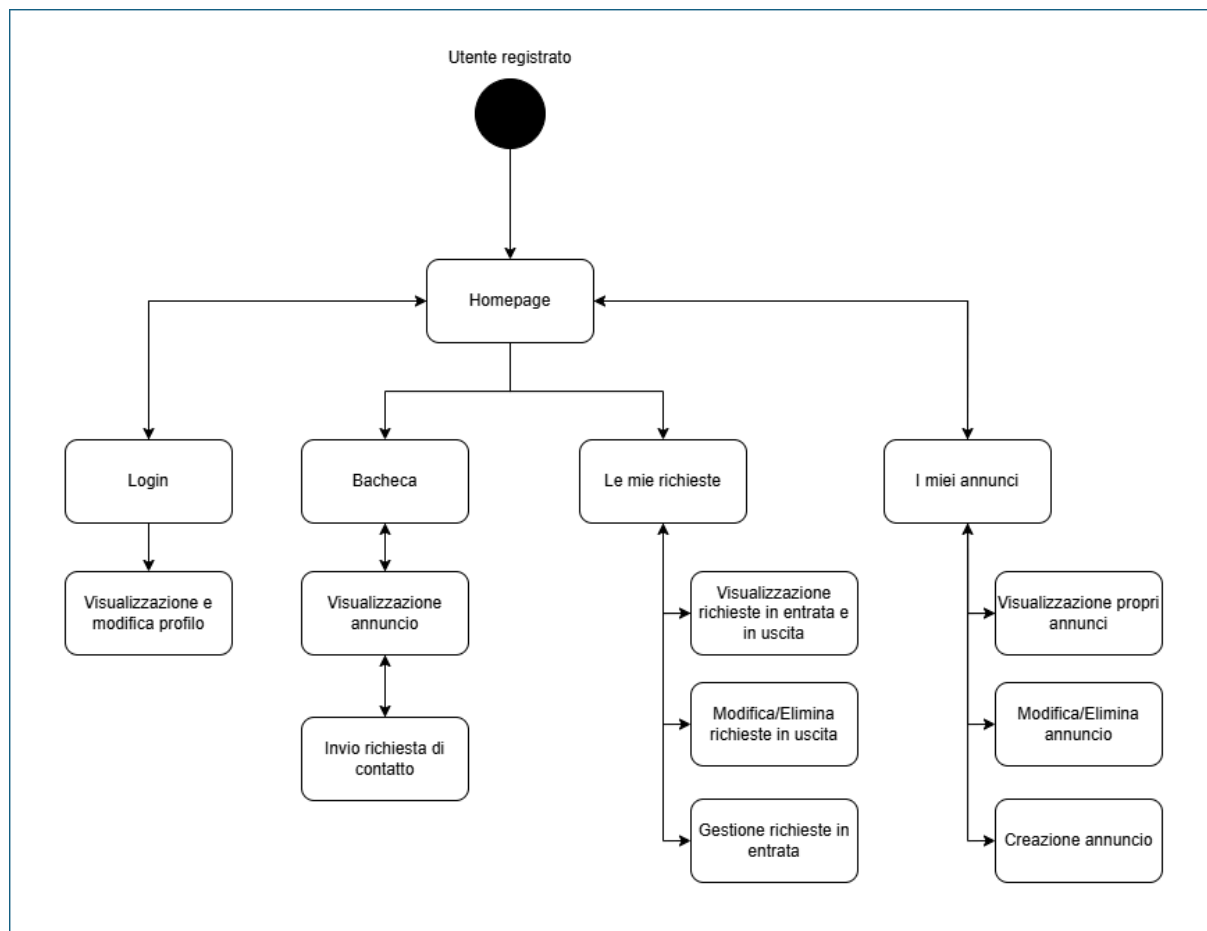 Utente registrato
Homepage
Login
Bacheca
Le mie richieste
I miei annunci
Visualizzazione e
modifica profilo
Visualizzazione
annuncio
Visualizzazione
richieste in entrata e
in uscita
Visualizzazione propri
annunci
Invio richiesta di
contatto
Modifica/Elimina
richieste in uscita
Modifica/Elimina
annuncio
Gestione richieste in
entrata
Creazione annuncio